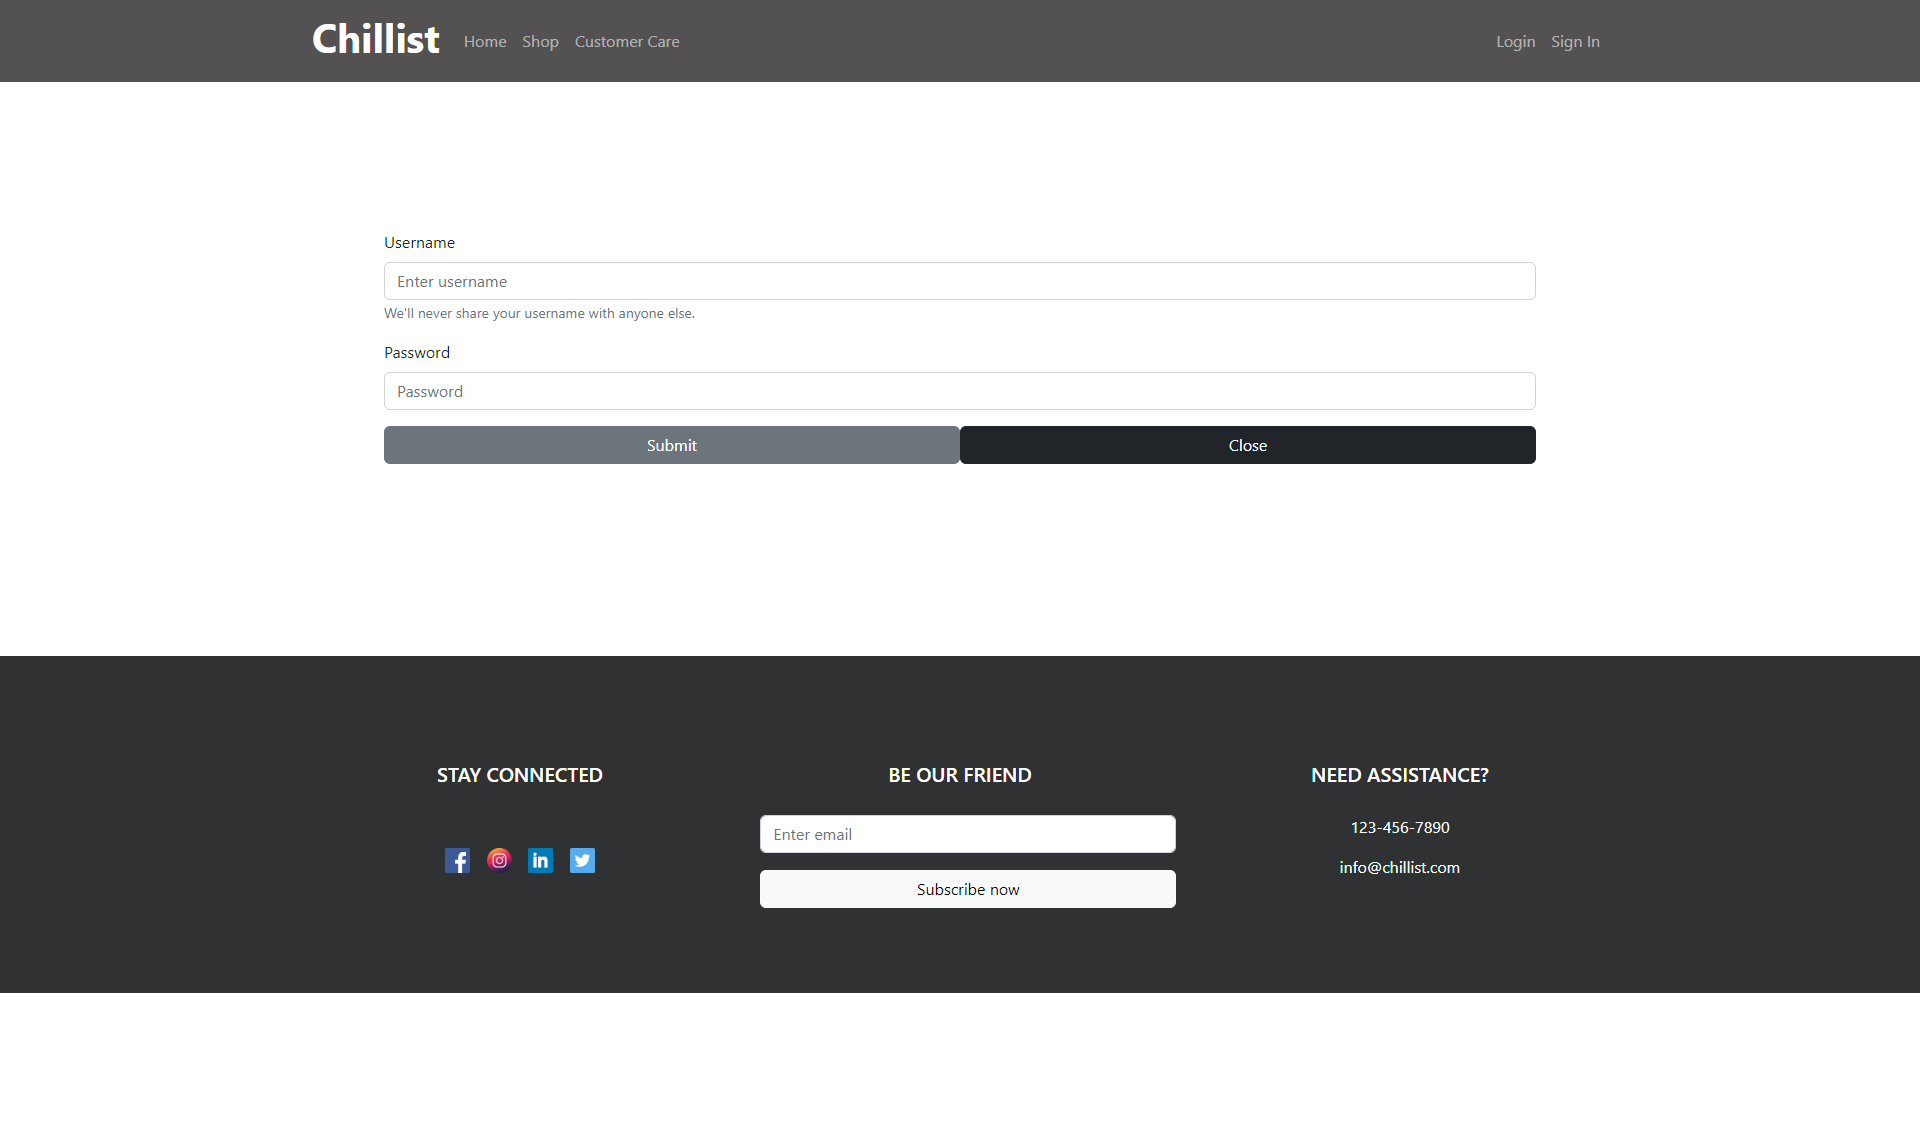 Chillist
Home Shop Customer Care
Login Sign In
Username
Enter username
We'll never share your username with anyone else.
Password
Password
Submit
Close
STAY CONNECTED
BE OUR FRIEND
Enter email
Subscribe now
NEED ASSISTANCE?
123-456-7890
info@chillist.com